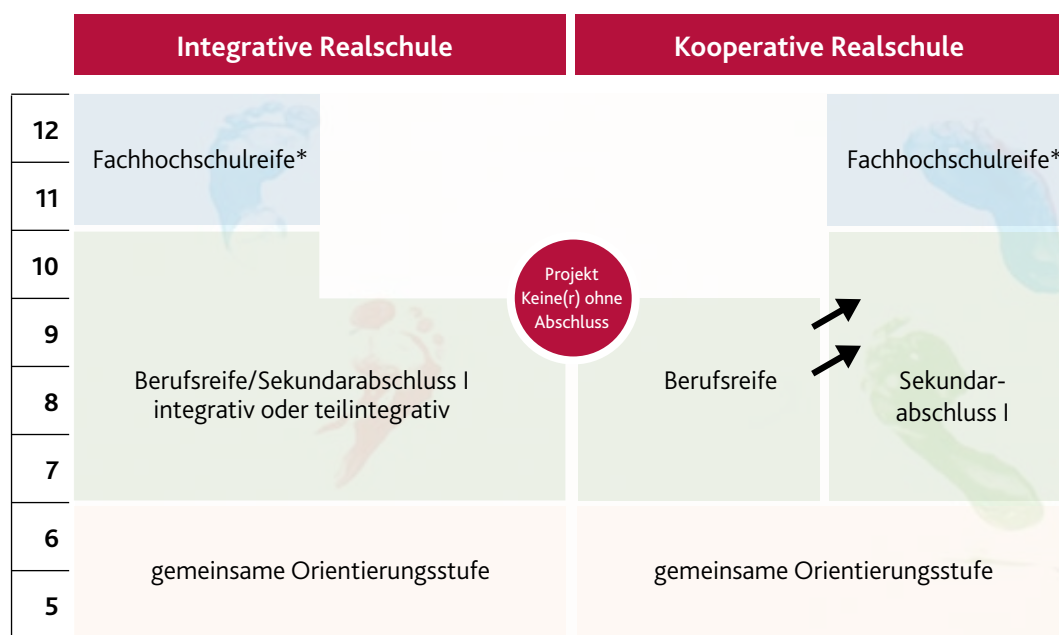 Integrative Realschule
Kooperative Realschule
12
11
10
9
8
7
6
5
Fachhochschulreife*
Fachhochschulreife*
Projekt
Keine(r) ohne
Abschluss
Berufsreife/Sekundarabschluss I
integrativ oder teilintegrativ
Berufsreife
Sekundar-
abschluss I
gemeinsame Orientierungsstufe
gemeinsame Orientierungsstufe